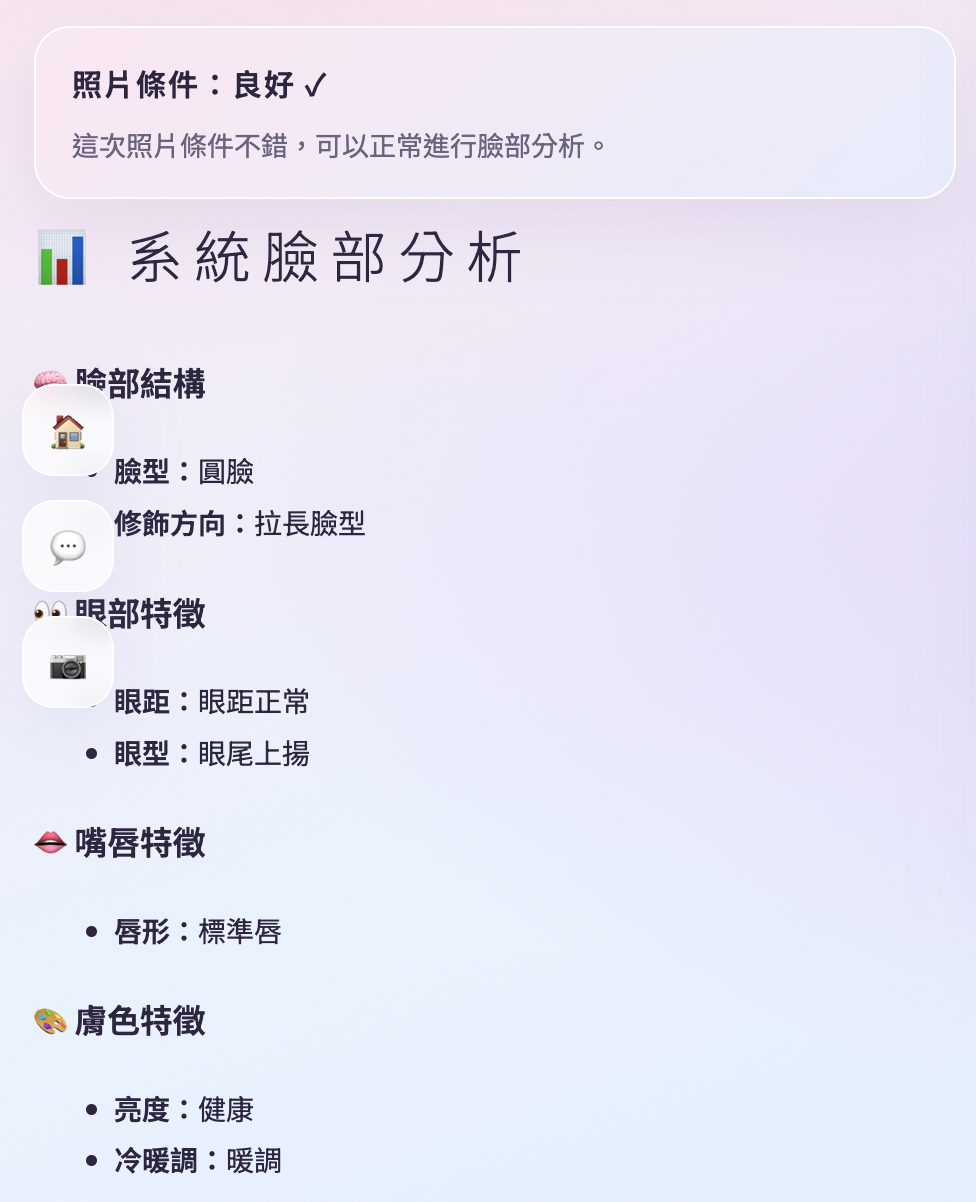 照片條件：良好 ✓
這次照片條件不錯，可以正常進行臉部分析。
📊 系統臉部分析
🧠 臉部結構
臉型：圓臉
修飾方向：拉長臉型
👀 眼部特徵
眼距：眼距正常
眼型：眼尾上揚
👄 嘴唇特徵
唇形：標準唇
🎨 膚色特徵
亮度：健康
冷暖調：暖調